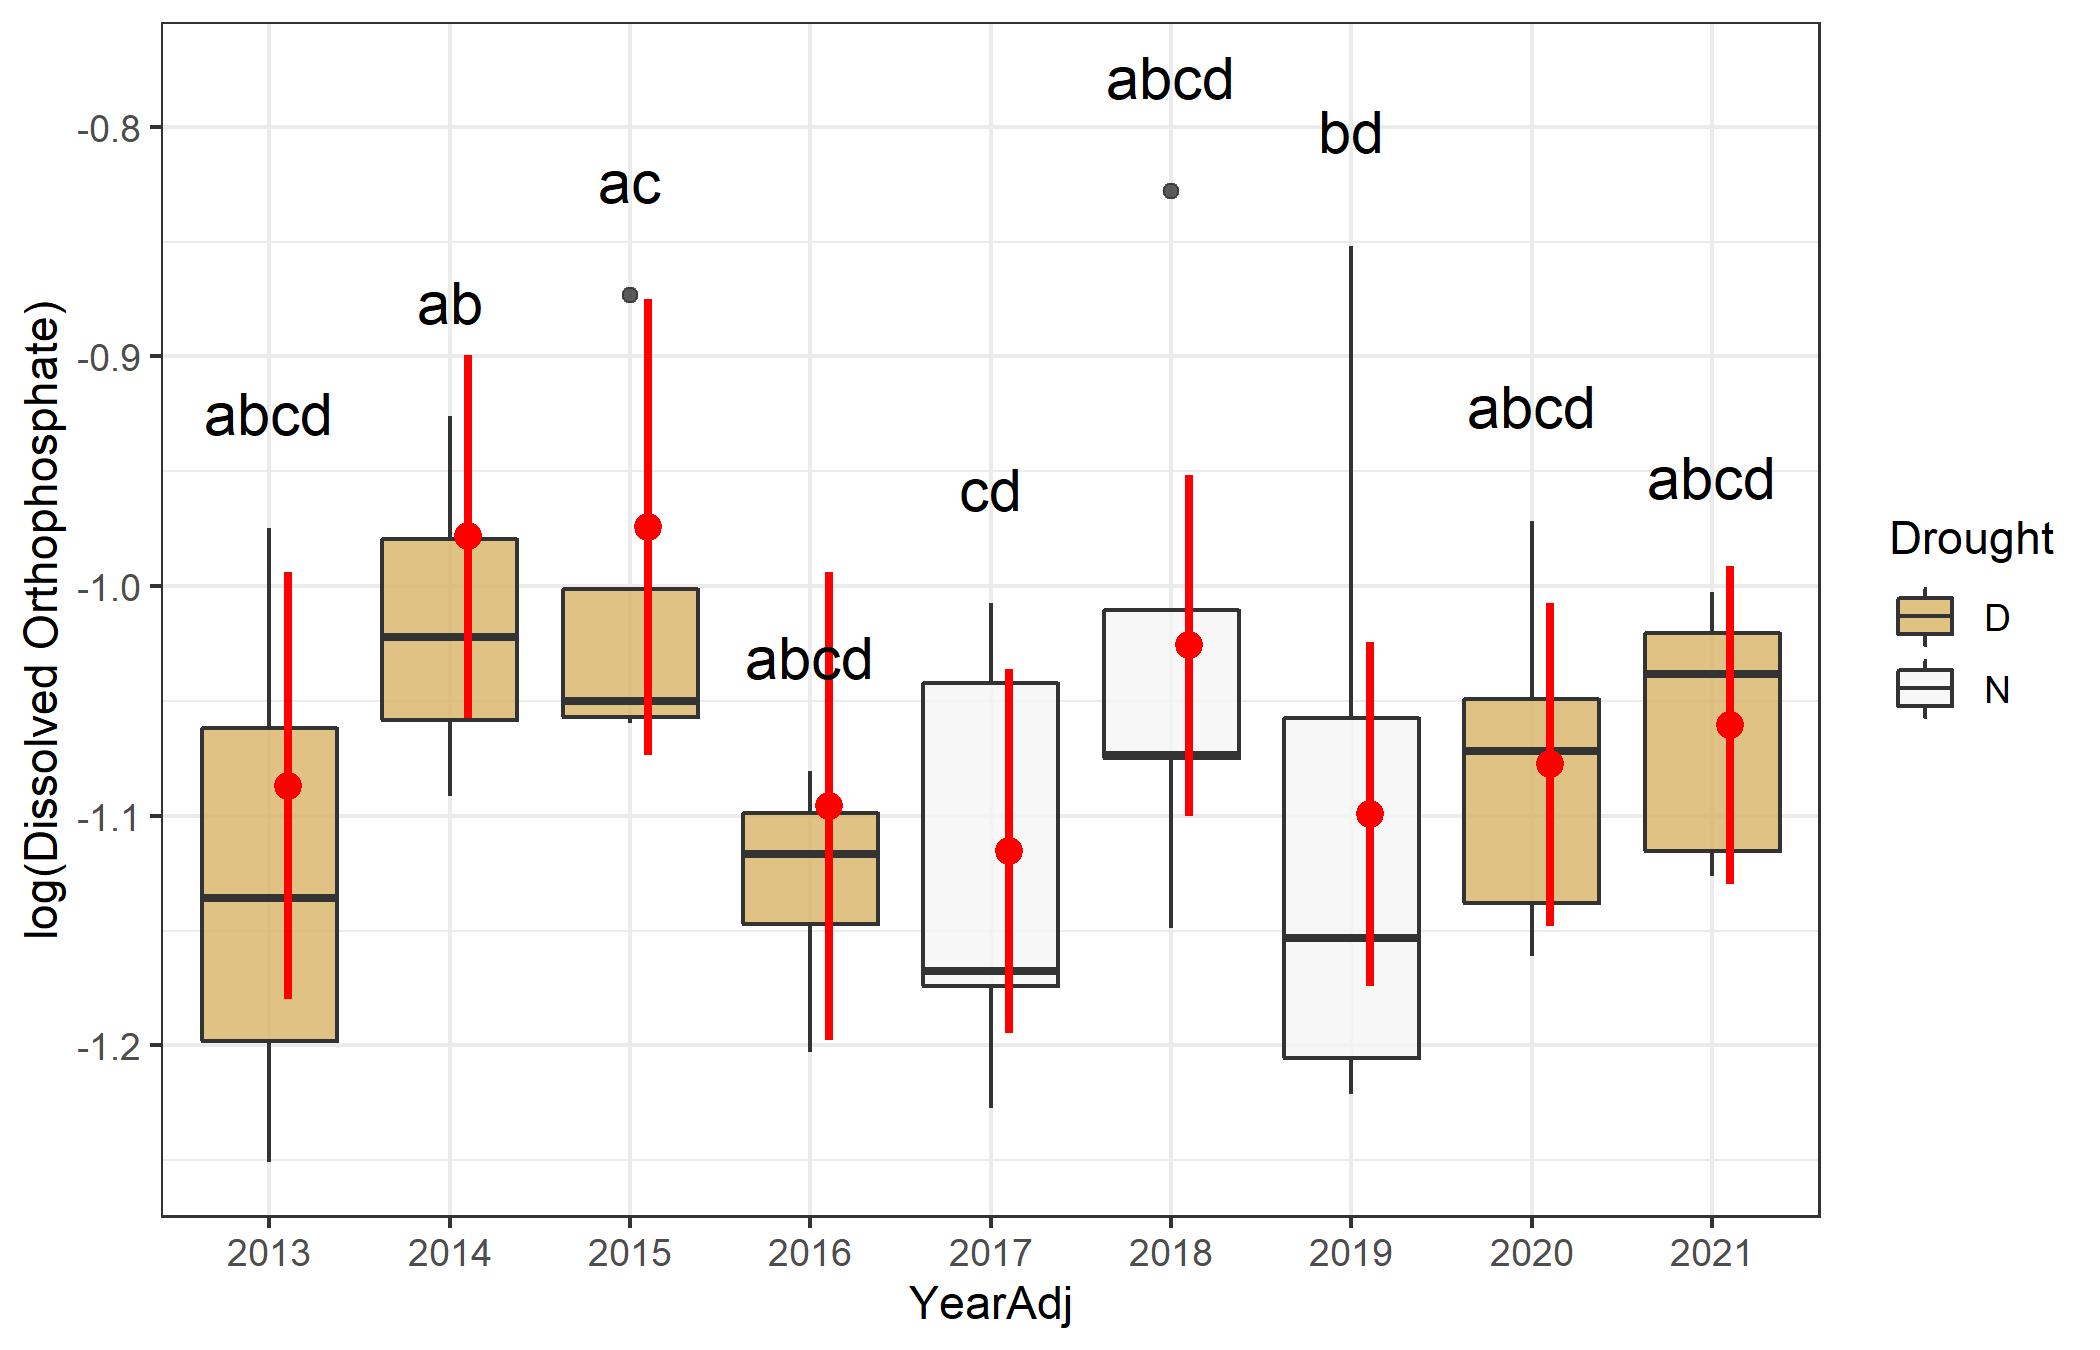 abcd
-0.8
bd
ac
ab
-0.9
abcd
abcd
abcd
cd
log(Dissolved Orthophosphate)
Drought
-1.0
D
abcd
N
-1.1
-1.2
2013 2014 2015 2016 2017 2018 2019 2020 2021
YearAdj